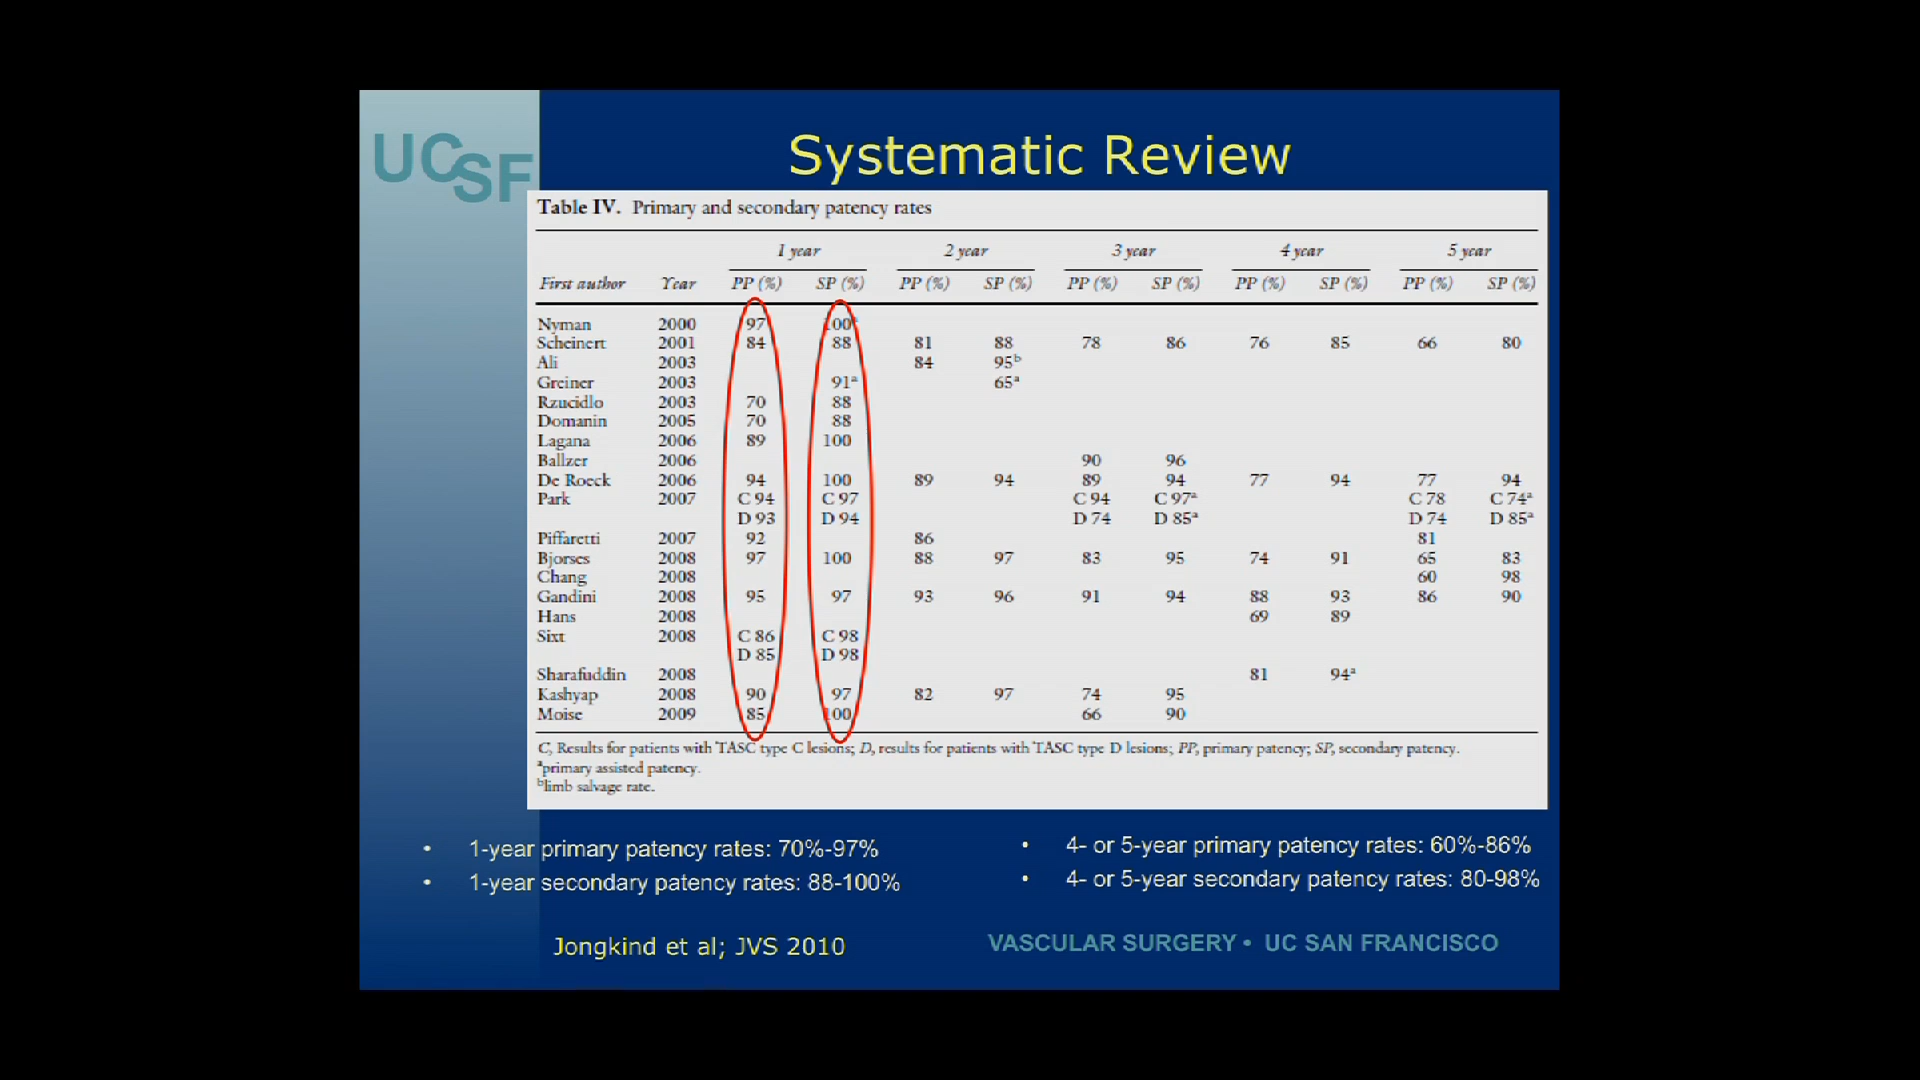 UCSF
Systematic Review
Table IV. Primary and secondary patency rates
1 year 2 year 3 year 4 year 5 year
First author Year PP (%) SP (%) PP (%) SP (%) PP (%) SP (%) PP (%) SP (%) PP (%) SP (%)
Nyman 2000 97 100
Scheinert 2001 84 88 81 88 78 86 76 85 66 80
Ali 2003 84 95b
Greiner 2003 91a 65a
Rzucidlo 2003 70 88
Domanin 2005 70 88
Lagana 2006 89 100
Ballzer 2006 90 96
De Roeck 2006 94 100 89 94 89 94 77 94 77 94
Park 2007 C 94 C 97 C 94 C 97a C 78 C 74a
D 93 D 94 D 74 D 85a D 74 D 85a
Piffaretti 2007 92 86 81
Bjorses 2008 97 100 88 97 83 95 74 91 65 83
Chang 2008 60 98
Gandini 2008 95 97 93 96 91 94 88 93 86 90
Hans 2008 69 89
Sixt 2008 C 86 C 98
D 85 D 98
Sharafuddin 2008 81 94a
Kashyap 2008 90 97 82 97 74 95
Moise 2009 85 100 66 90
C, Results for patients with TASC type C lesions; D, results for patients with TASC type D lesions; PP, primary patency; SP, secondary patency.
aprimary assisted patency.
blimb salvage rate.
• 1-year primary patency rates: 70%-97%
• 1-year secondary patency rates: 88-100%
• 4- or 5-year primary patency rates: 60%-86%
• 4- or 5-year secondary patency rates: 80-98%
Jongkind et al; JVS 2010
VASCULAR SURGERY • UC SAN FRANCISCO